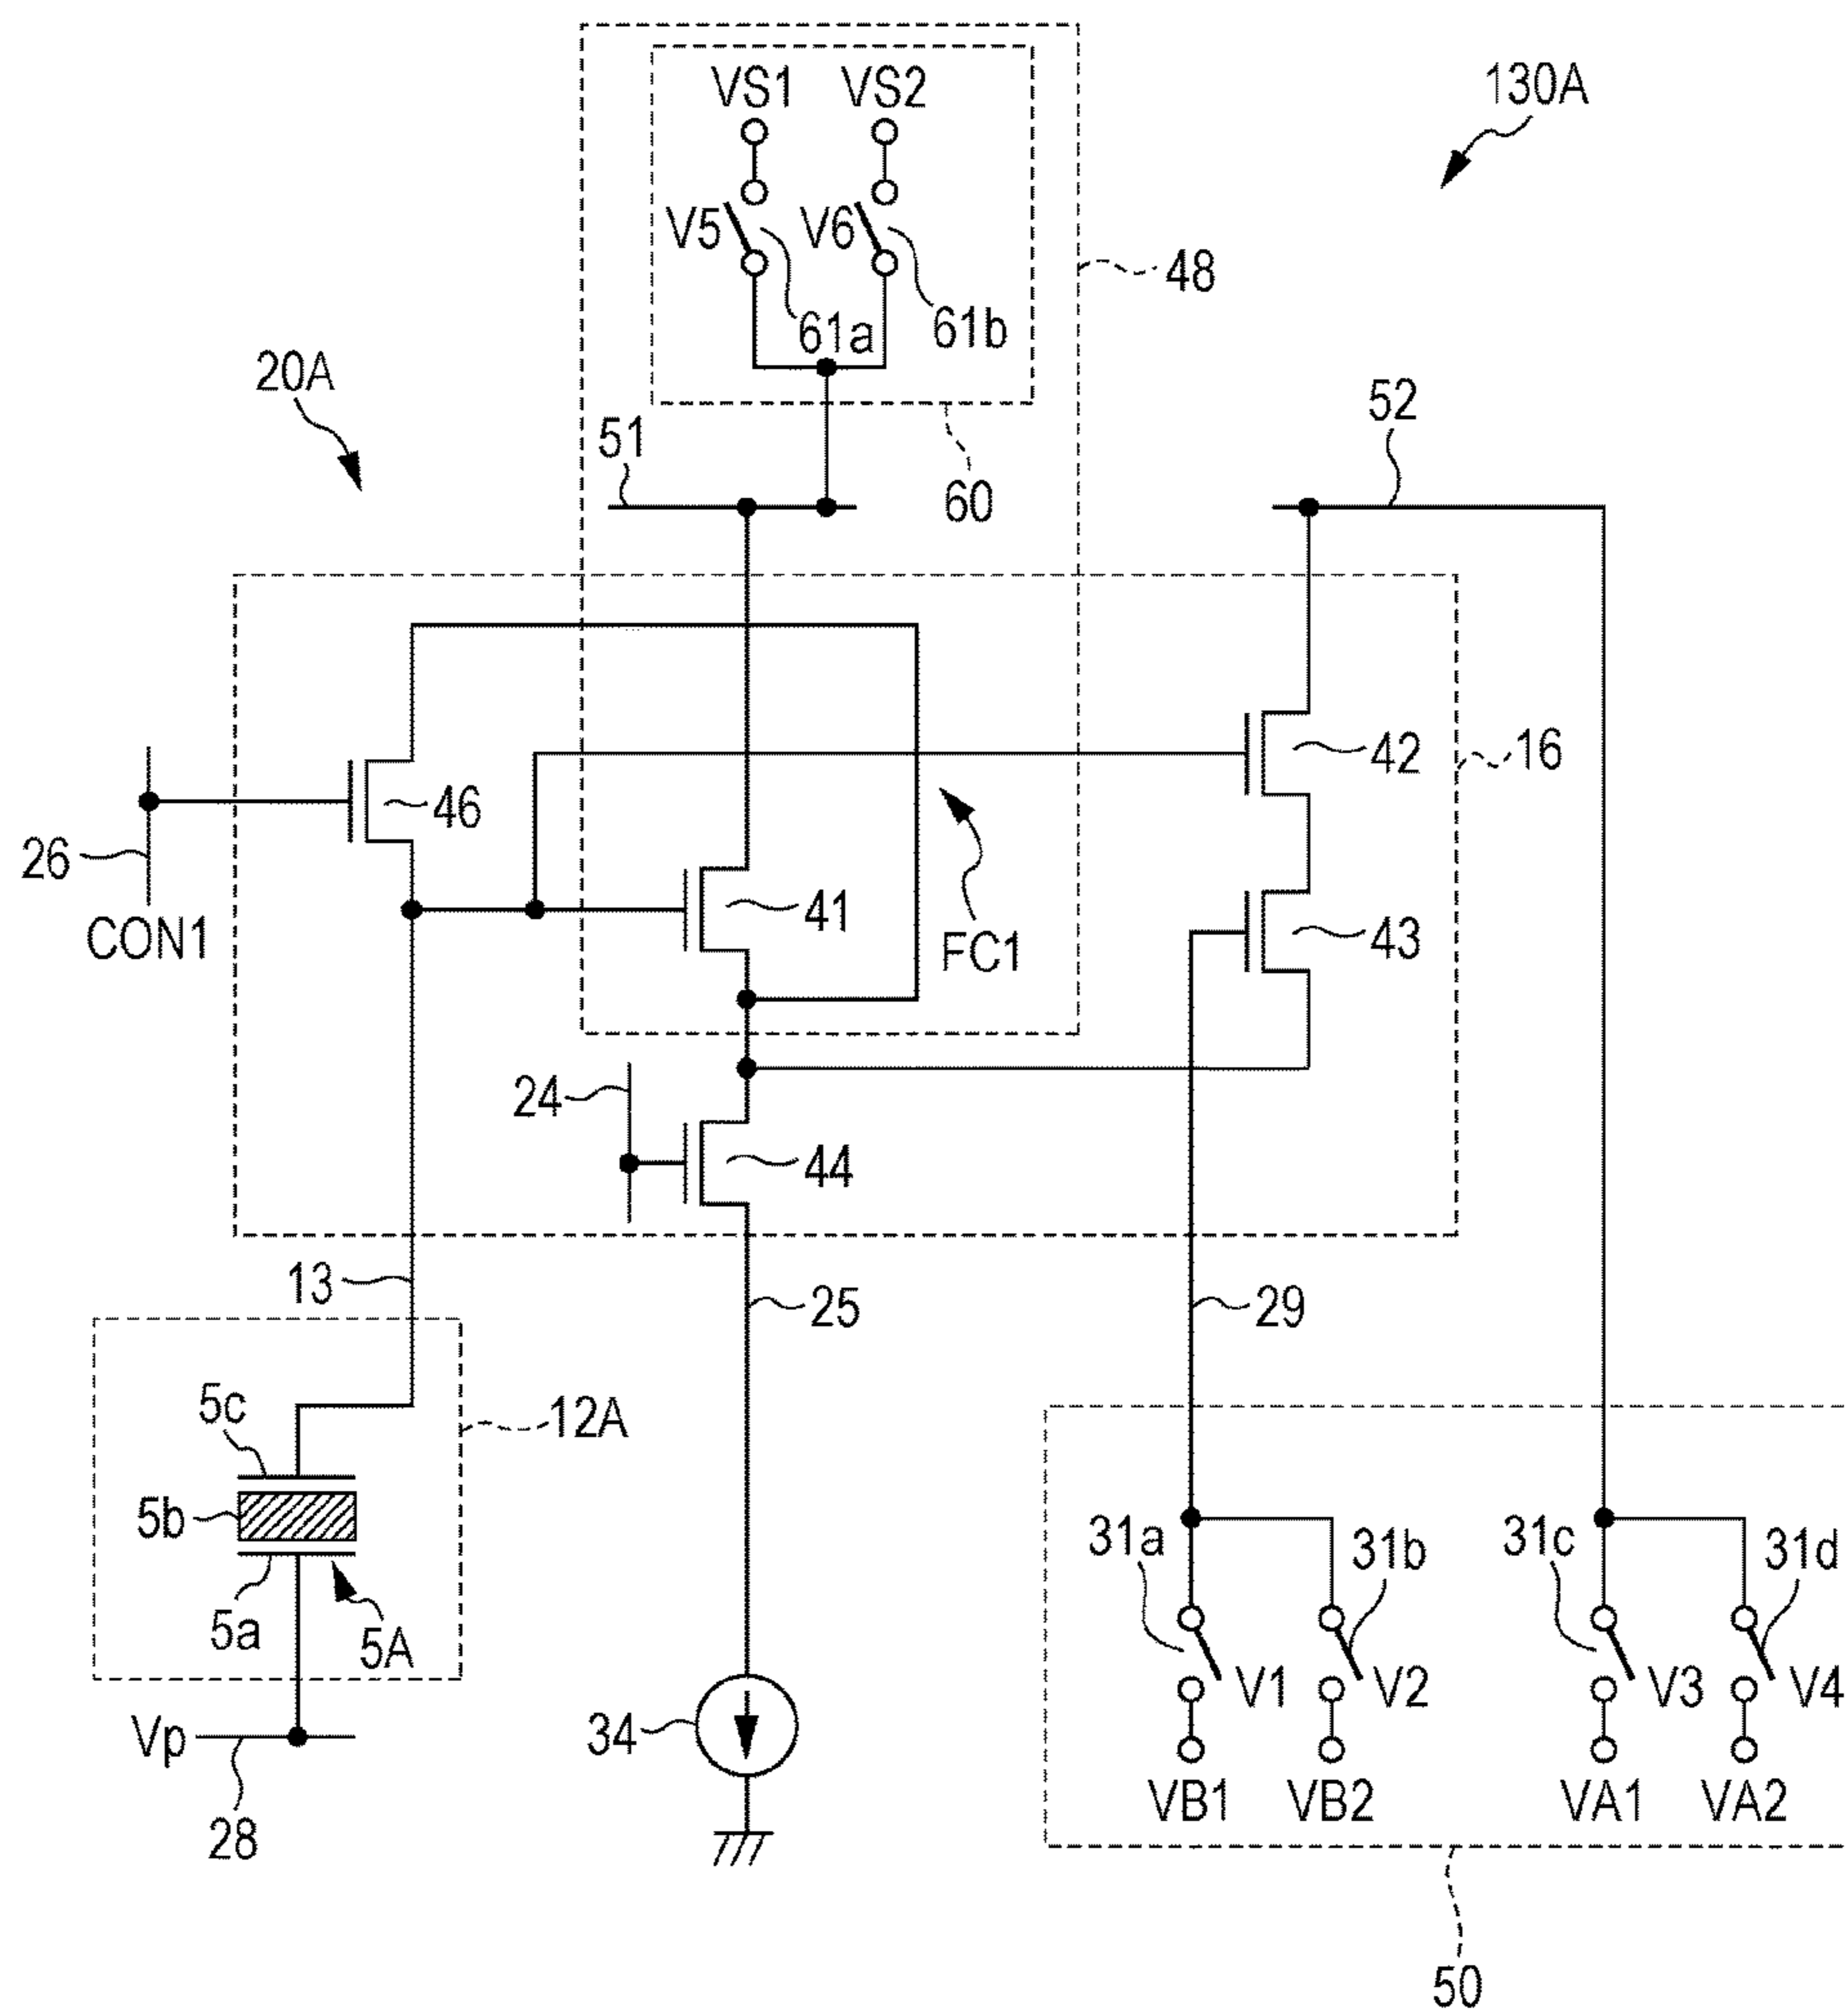 VS1 VS2
130A
V5 V6
48
61a 61b
20A
51
52
60
46
42
16
26
CON1
41
FC1
43
24
44
13
25
29
5c
12A
5b
31a
31b
31c
31d
5a
5A
V1
V2
V3
V4
Vp
34
28
VB1
VB2
VA1
VA2
50